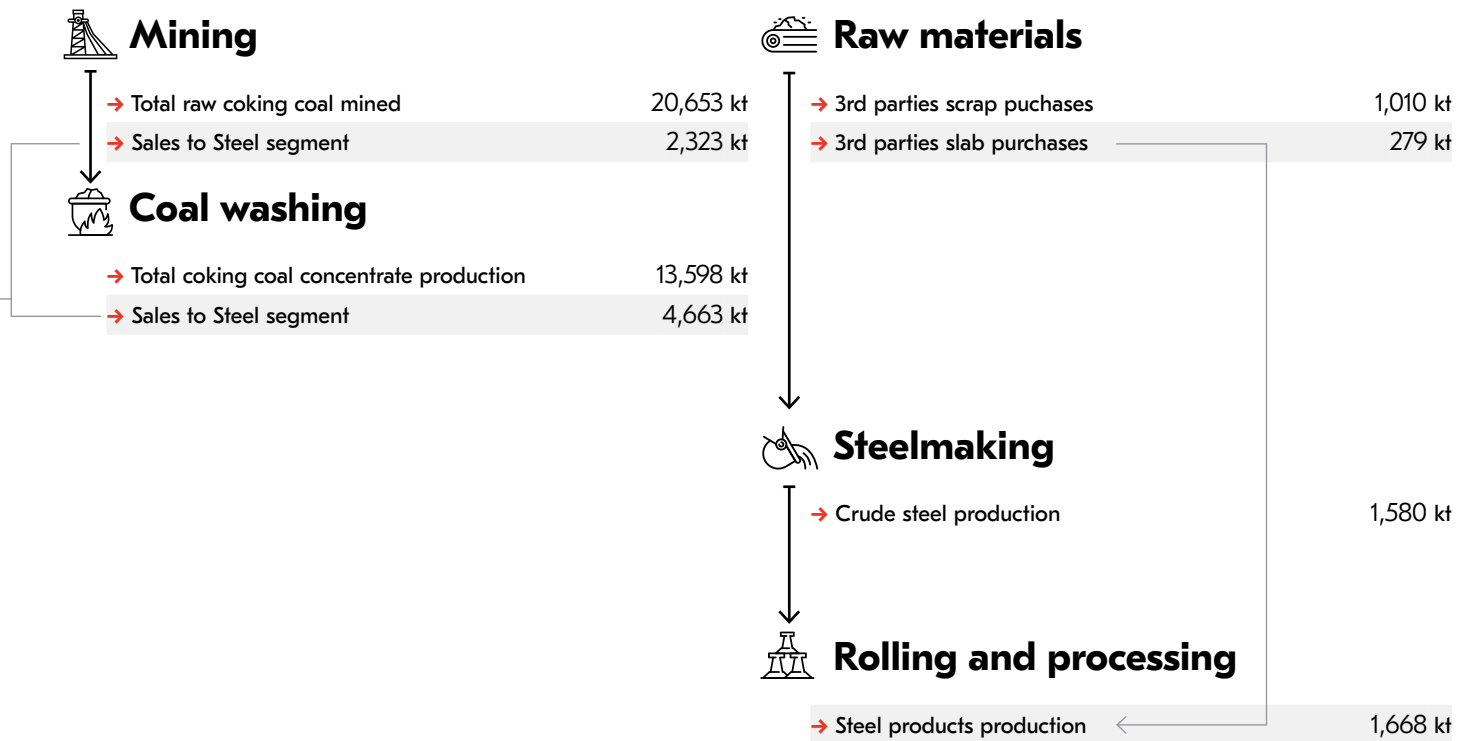 Mining
→ Total raw coking coal mined 20,653 kt
→ Sales to Steel segment 2,323 kt
Coal washing
→ Total coking coal concentrate production 13,598 kt
→ Sales to Steel segment 4,663 kt
Raw materials
→ 3rd parties scrap puchases 1,010 kt
→ 3rd parties slab purchases 279 kt
Steelmaking
→ Crude steel production 1,580 kt
Rolling and processing
→ Steel products production 1,668 kt